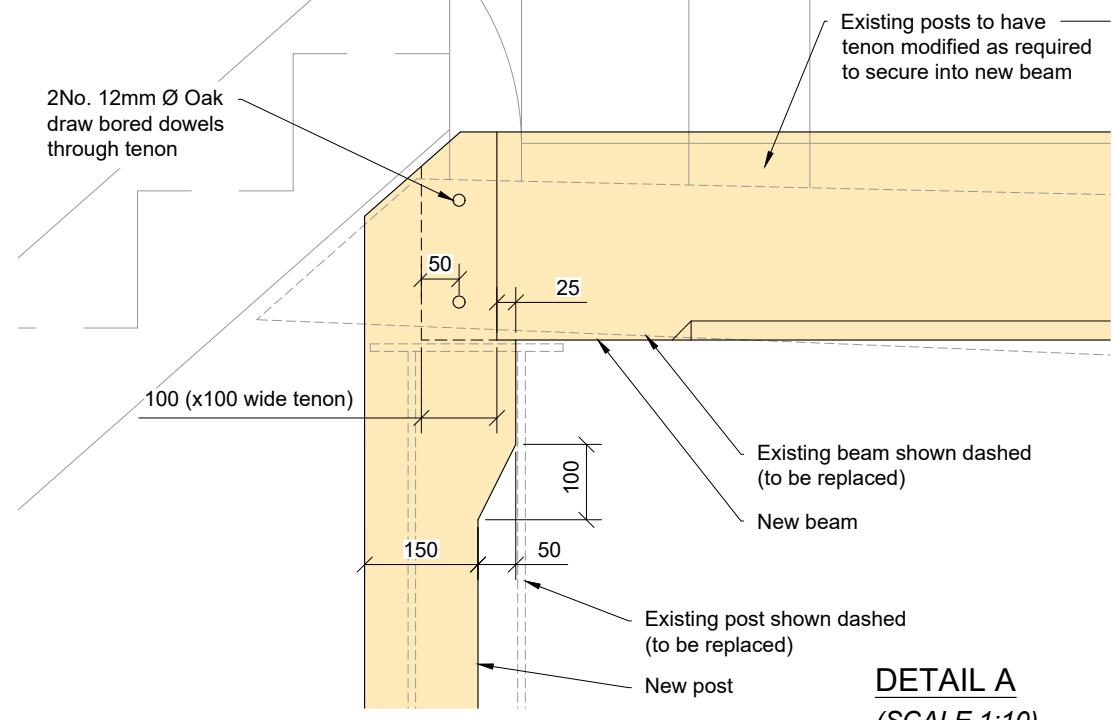 Existing posts to have
tenon modified as required
to secure into new beam
2No. 12mm Ø Oak
draw bored dowels
through tenon
50
25
100 (x100 wide tenon)
100
Existing beam shown dashed
(to be replaced)
New beam
150
50
Existing post shown dashed
(to be replaced)
New post
DETAIL A
(SCALE 1:10)